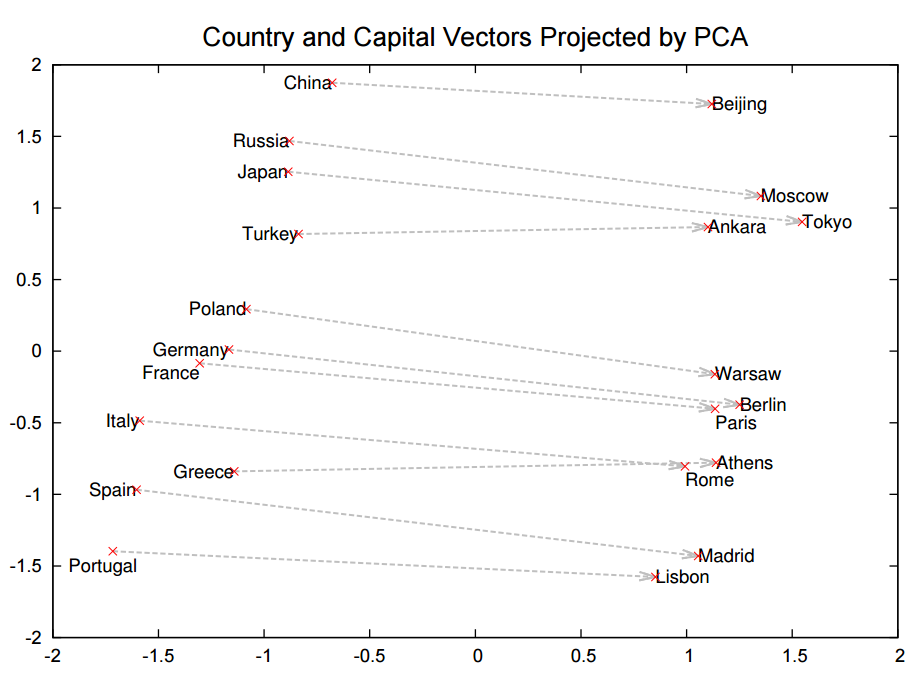 Country and Capital Vectors Projected by PCA
2
China
Beijing
1.5
Russia
Japan
Moscow
1
Tokyo
Turkey
Ankara
0.5
Poland
0
Germany
France
Warsaw
Berlin
-0.5
Italy
Paris
Athens
Greece
Rome
-1
Spain
Madrid
-1.5
Portugal
Lisbon
-2
-2 -1.5 -1 -0.5 0 0.5 1 1.5 2